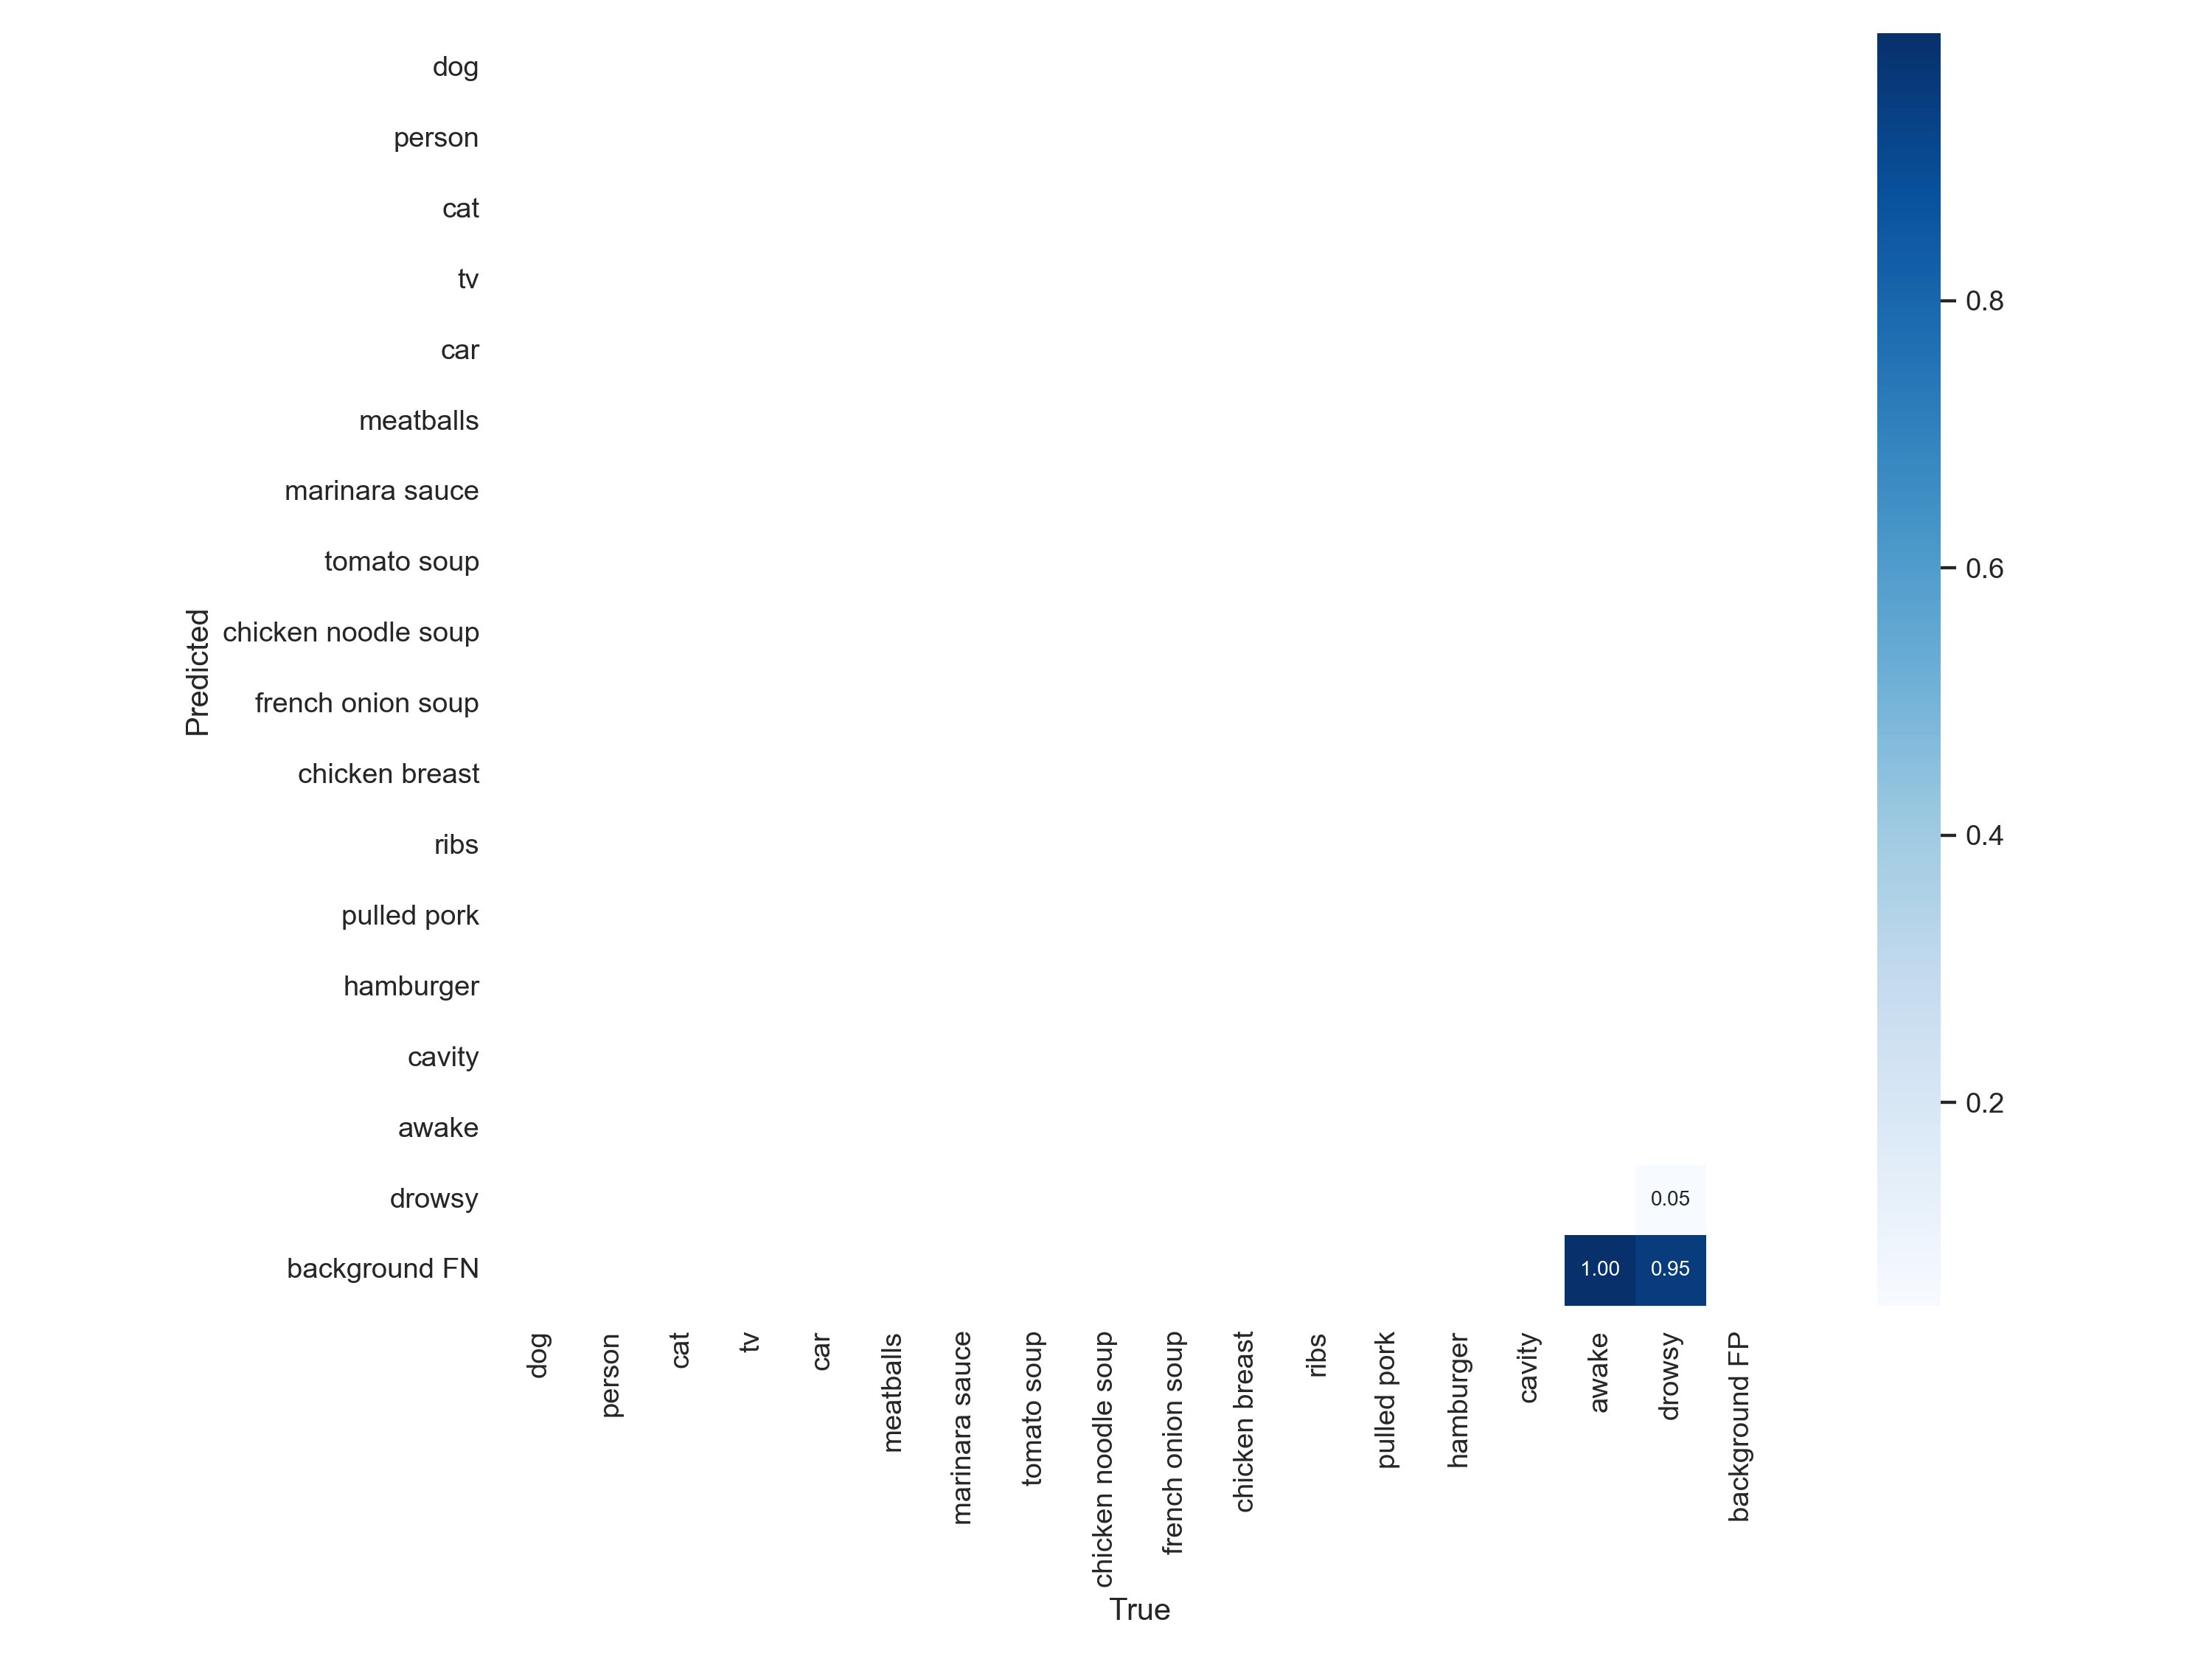 dog
person
cat
tv
car
meatballs
marinara sauce
tomato soup
chicken noodle soup
french onion soup
chicken breast
ribs
pulled pork
hamburger
cavity
awake
drowsy
background FN
Predicted
0.05
1.00 0.95
dog
person
cat
tv
car
meatballs
marinara sauce
tomato soup
chicken noodle soup
french onion soup
chicken breast
ribs
pulled pork
hamburger
cavity
awake
drowsy
background FP
True
0.8
0.6
0.4
0.2